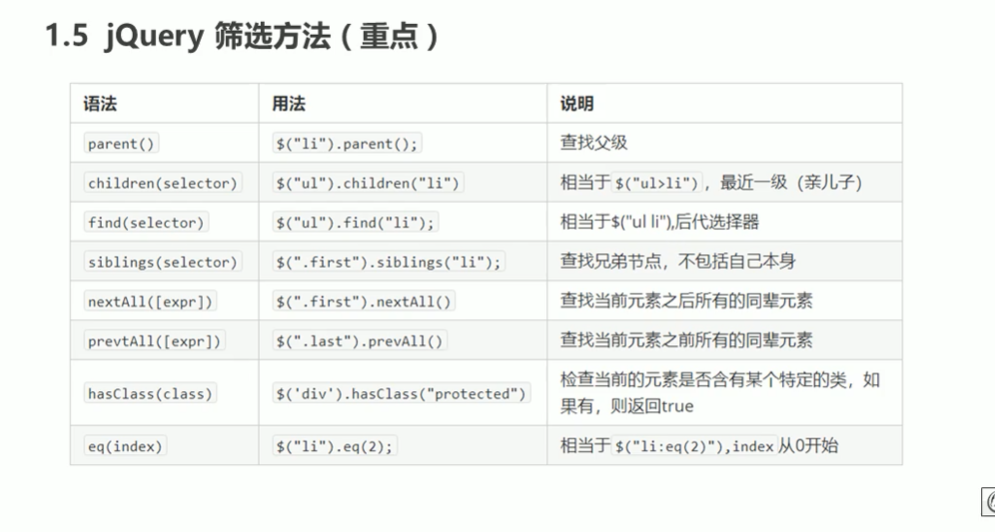 1.5 jQuery 筛选方法（重点）
语法 用法 说明
parent() $("li").parent(); 查找父级
children(selector) $("ul").children("li") 相当于$("ul>li")，最近一级（亲儿子）
find(selector) $("ul").find("li"); 相当于$("ul li"),后代选择器
siblings(selector) $(".first").siblings("li"); 查找兄弟节点，不包括自己本身
nextAll([expr]) $(".first").nextAll() 查找当前元素之后所有的同辈元素
prevtAll([expr]) $(".last").prevAll() 查找当前元素之前所有的同辈元素
hasClass(class) $('div').hasClass("protected") 检查当前的元素是否含有某个特定的类，如
果有，则返回true
eq(index) $("li").eq(2); 相当于$("li:eq(2)"),index从0开始